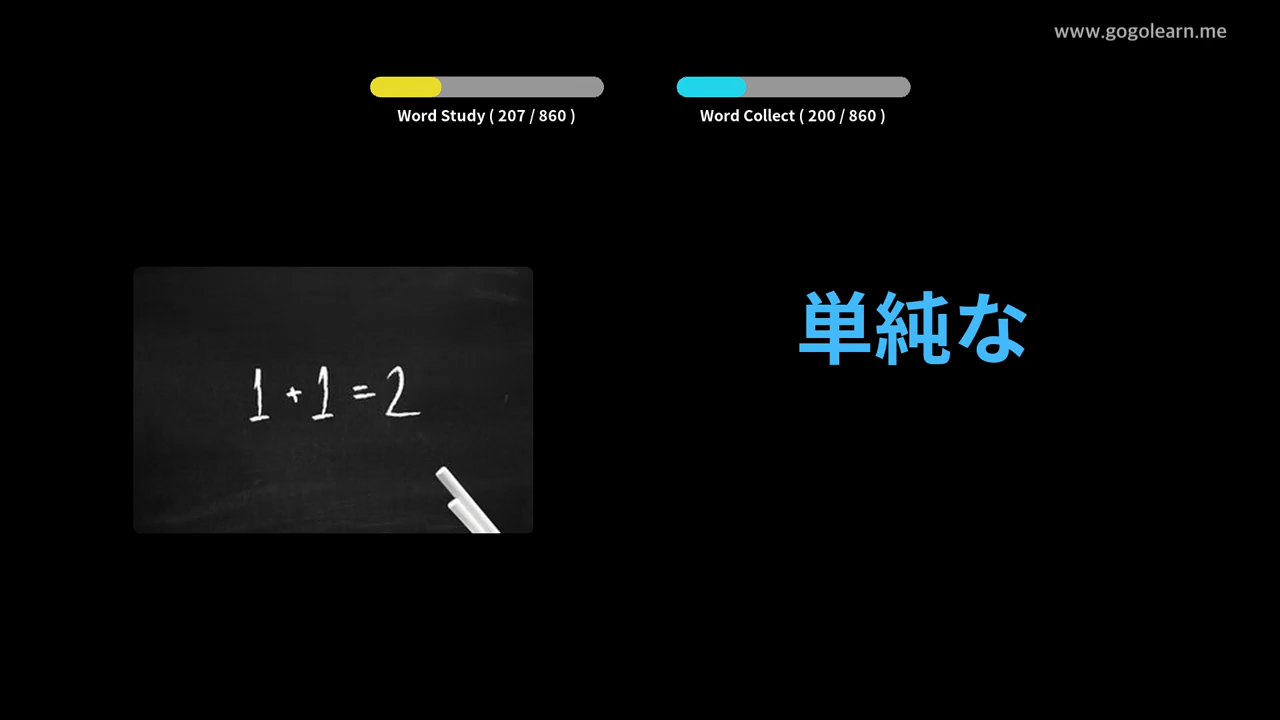 www.gogolearn.me
Word Study ( 207 / 860 )
Word Collect ( 200 / 860 )
単純な
1 + 1 = 2